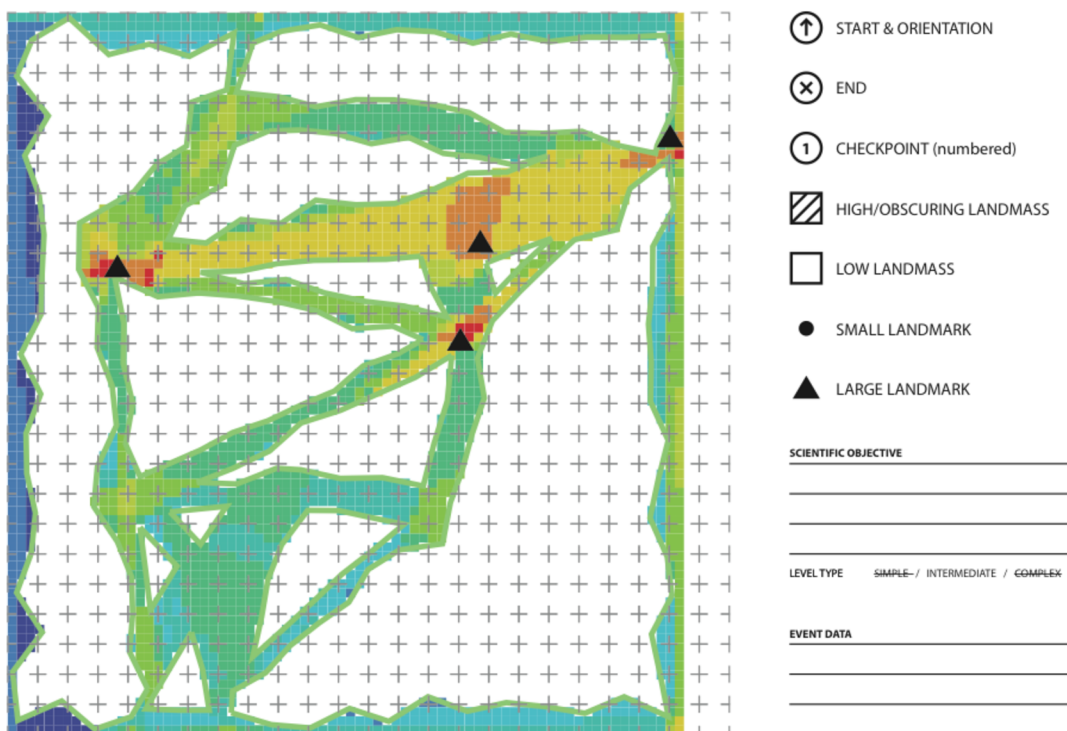 START & ORIENTATION
END
1 CHECKPOINT (numbered)
HIGH/OBSCURING LANDMASS
LOW LANDMASS
SMALL LANDMARK
LARGE LANDMARK
SCIENTIFIC OBJECTIVE
LEVEL TYPE SIMPLE / INTERMEDIATE / COMPLEX
EVENT DATA